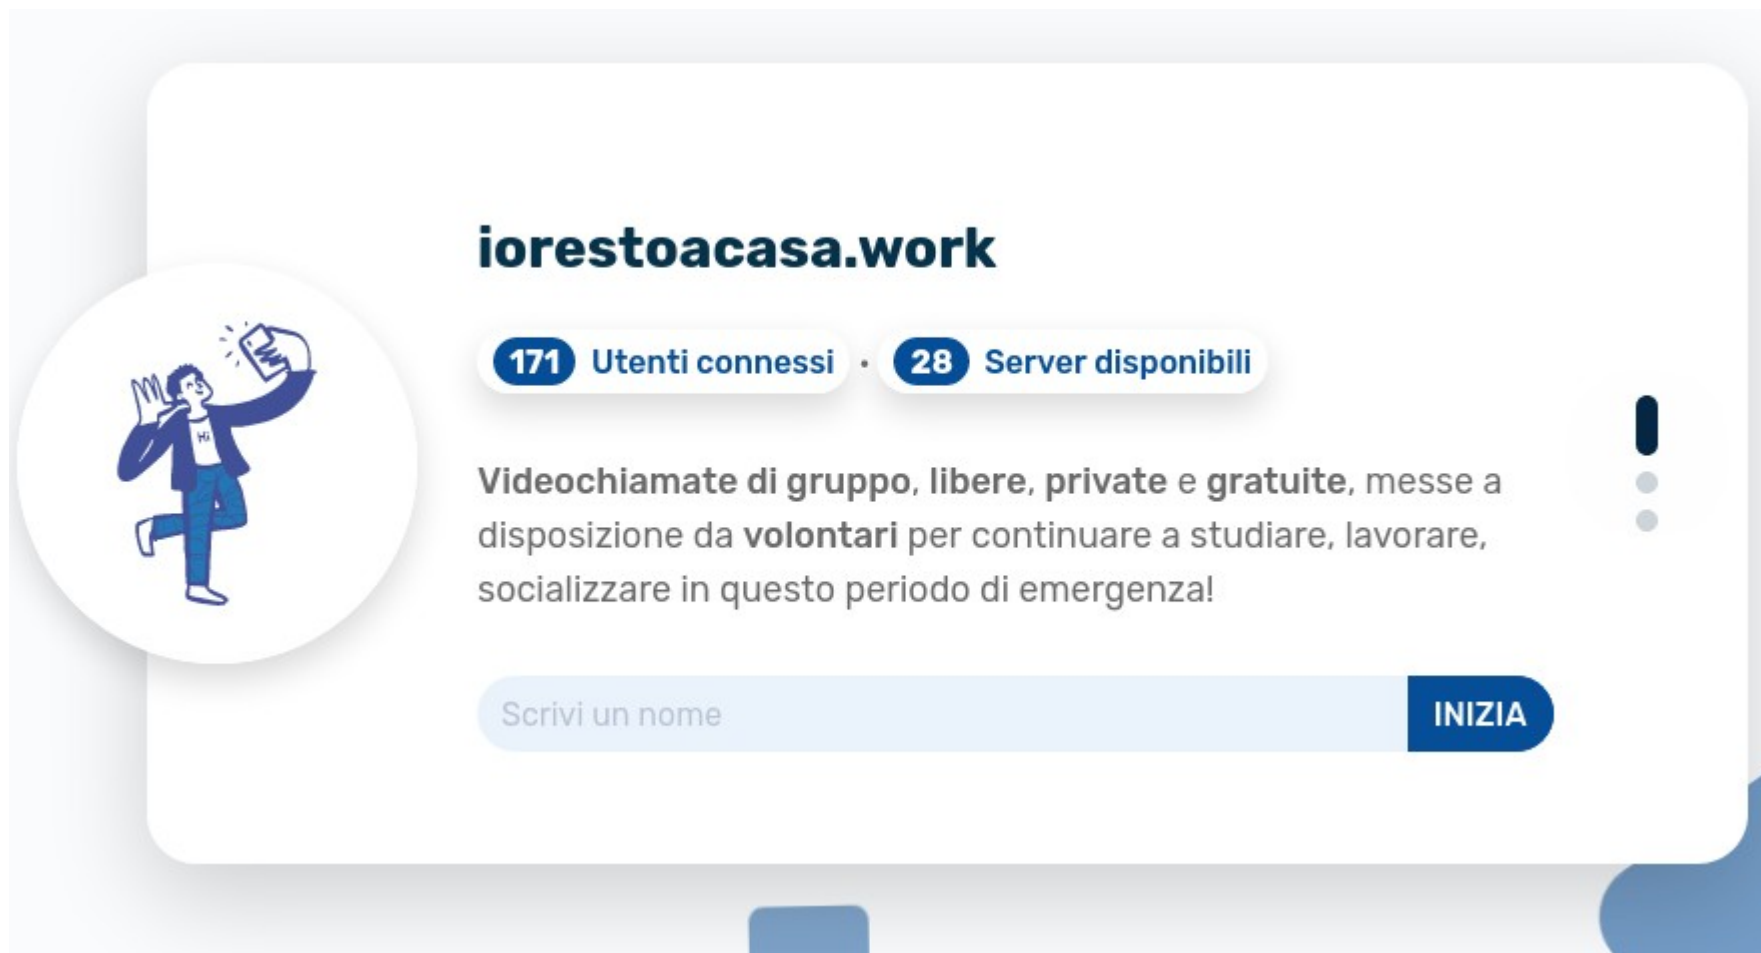 iorestoacasa.work
171 Utenti connessi · 28 Server disponibili
Hi
Videochiamate di gruppo, libere, private e gratuite, messe a
disposizione da volontari per continuare a studiare, lavorare,
socializzare in questo periodo di emergenza!
Scrivi un nome INIZIA